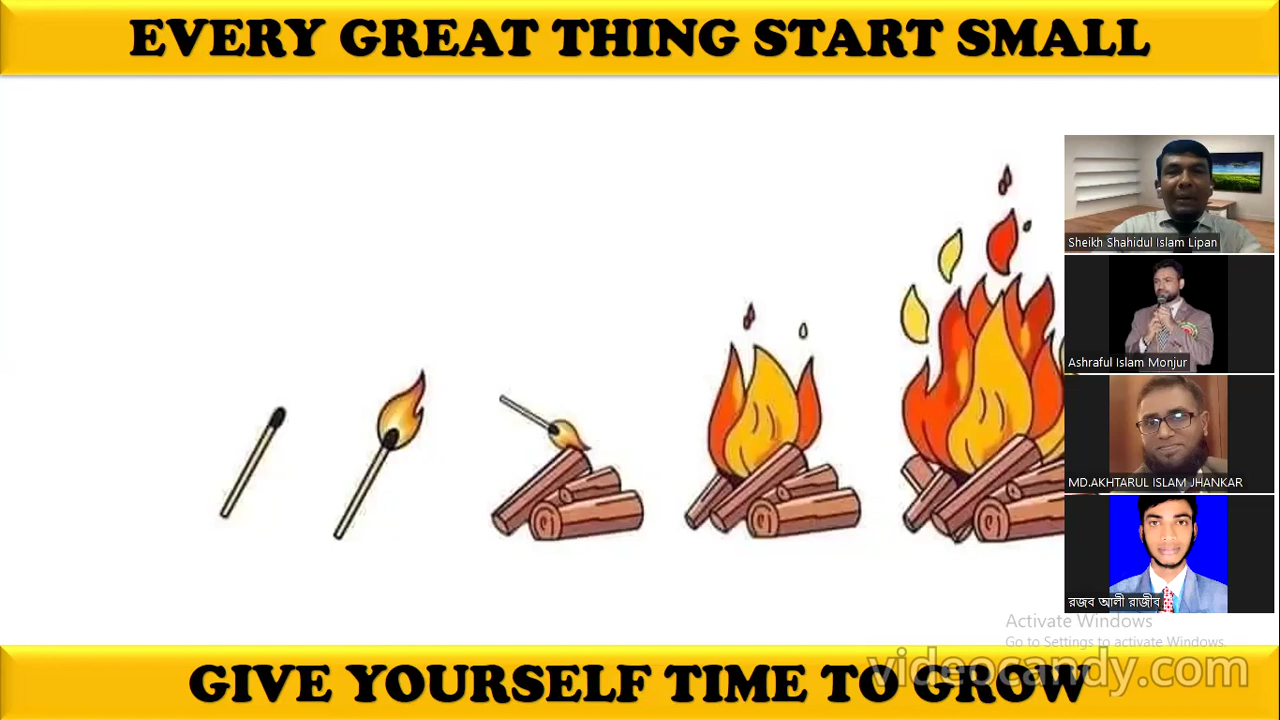 EVERY GREAT THING START SMALL
Sheikh Shahidul Islam Lipan
Ashraful Islam Monjur
MD.AKHTARUL ISLAM JHANKAR
রজব আলী রাজীব
Activate Windows
Go to Settings to activate Windows.
videocandy.com
GIVE YOURSELF TIME TO GROW